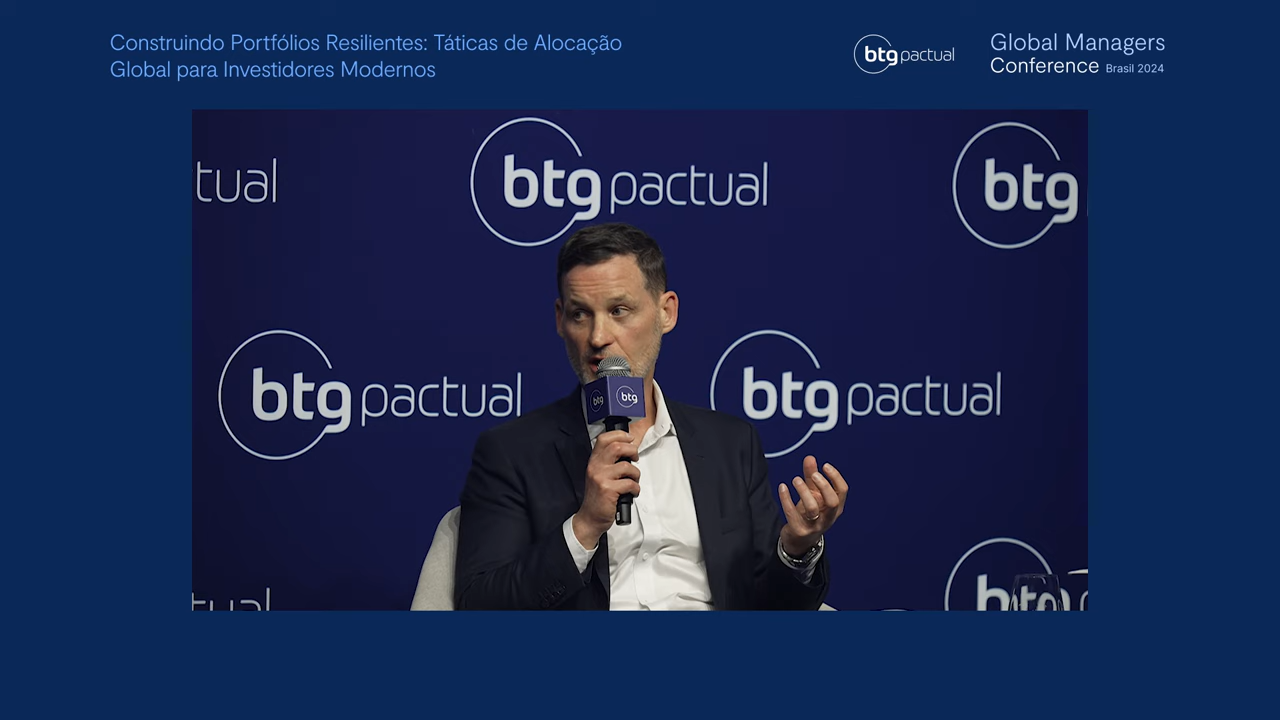 Construindo Portfólios Resilientes: Táticas de Alocação
Global para Investidores Modernos
btg pactual
Global Managers
Conference Brasil 2024
tual
btg pactual
btg
btg pactual
btg pactual
btg
btg
tual
btg p